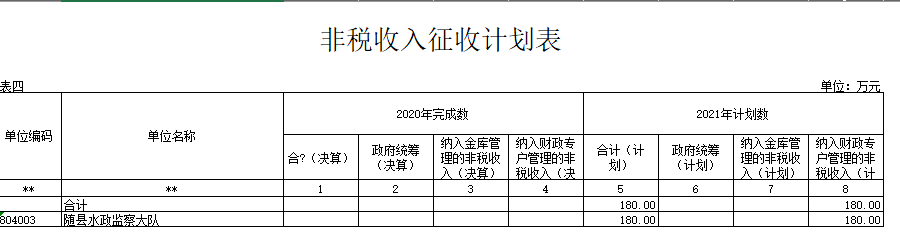 非税收入征收计划表
表四 单位：万元
单位编码 单位名称 2020年完成数 2021年计划数
合?（决算） 政府统筹（决算） 纳入金库管理的非税收入（决算） 纳入财政专户管理的非税收入（决 合计（计划） 政府统筹（计划） 纳入金库管理的非税收入（计划） 纳入财政专户管理的非税收入（计
** ** 1 2 3 4 5 6 7 8
合计 180.00 180.00
804003 随县水政监察大队 180.00 180.00